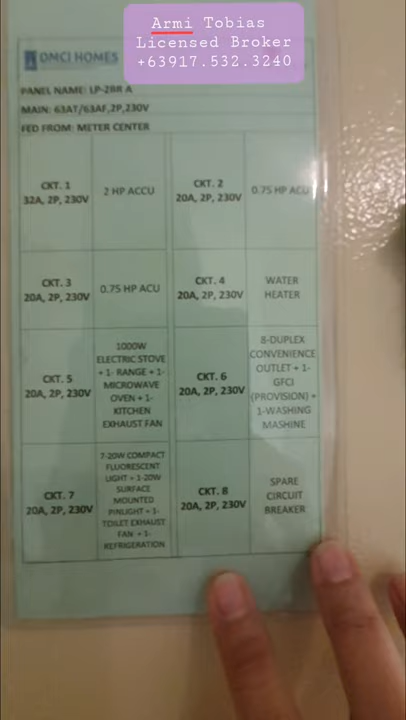 Armi Tobias
Licensed Broker
+63917.532.3240
DMCI HOMES
PANEL NAME: LP-2BR A
MAIN: 63AT/63AF,2P,230V
FED FROM: METER CENTER
CKT. 1
32A, 2P, 230V
2 HP ACCU
CKT. 2
20A, 2P, 230V
0.75 HP ACU
CKT. 3
20A, 2P, 230V
0.75 HP ACU
CKT. 4
20A, 2P, 230V
WATER
HEATER
CKT. 5
20A, 2P, 230V
1000W
ELECTRIC STOVE
+ 1- RANGE + 1-
MICROWAVE
OVEN + 1-
KITCHEN
EXHAUST FAN
CKT. 6
20A, 2P, 230V
8-DUPLEX
CONVENIENCE
OUTLET + 1-
GFCI
(PROVISION) +
1-WASHING
MASHINE
CKT. 7
20A, 2P, 230V
7-20W COMPACT
FLUORESCENT
LIGHT + 1-20W
SURFACE
MOUNTED
PINLIGHT + 1-
TOILET EXHAUST
FAN + 1-
REFRIGERATION
CKT. 8
20A, 2P, 230V
SPARE
CIRCUIT
BREAKER